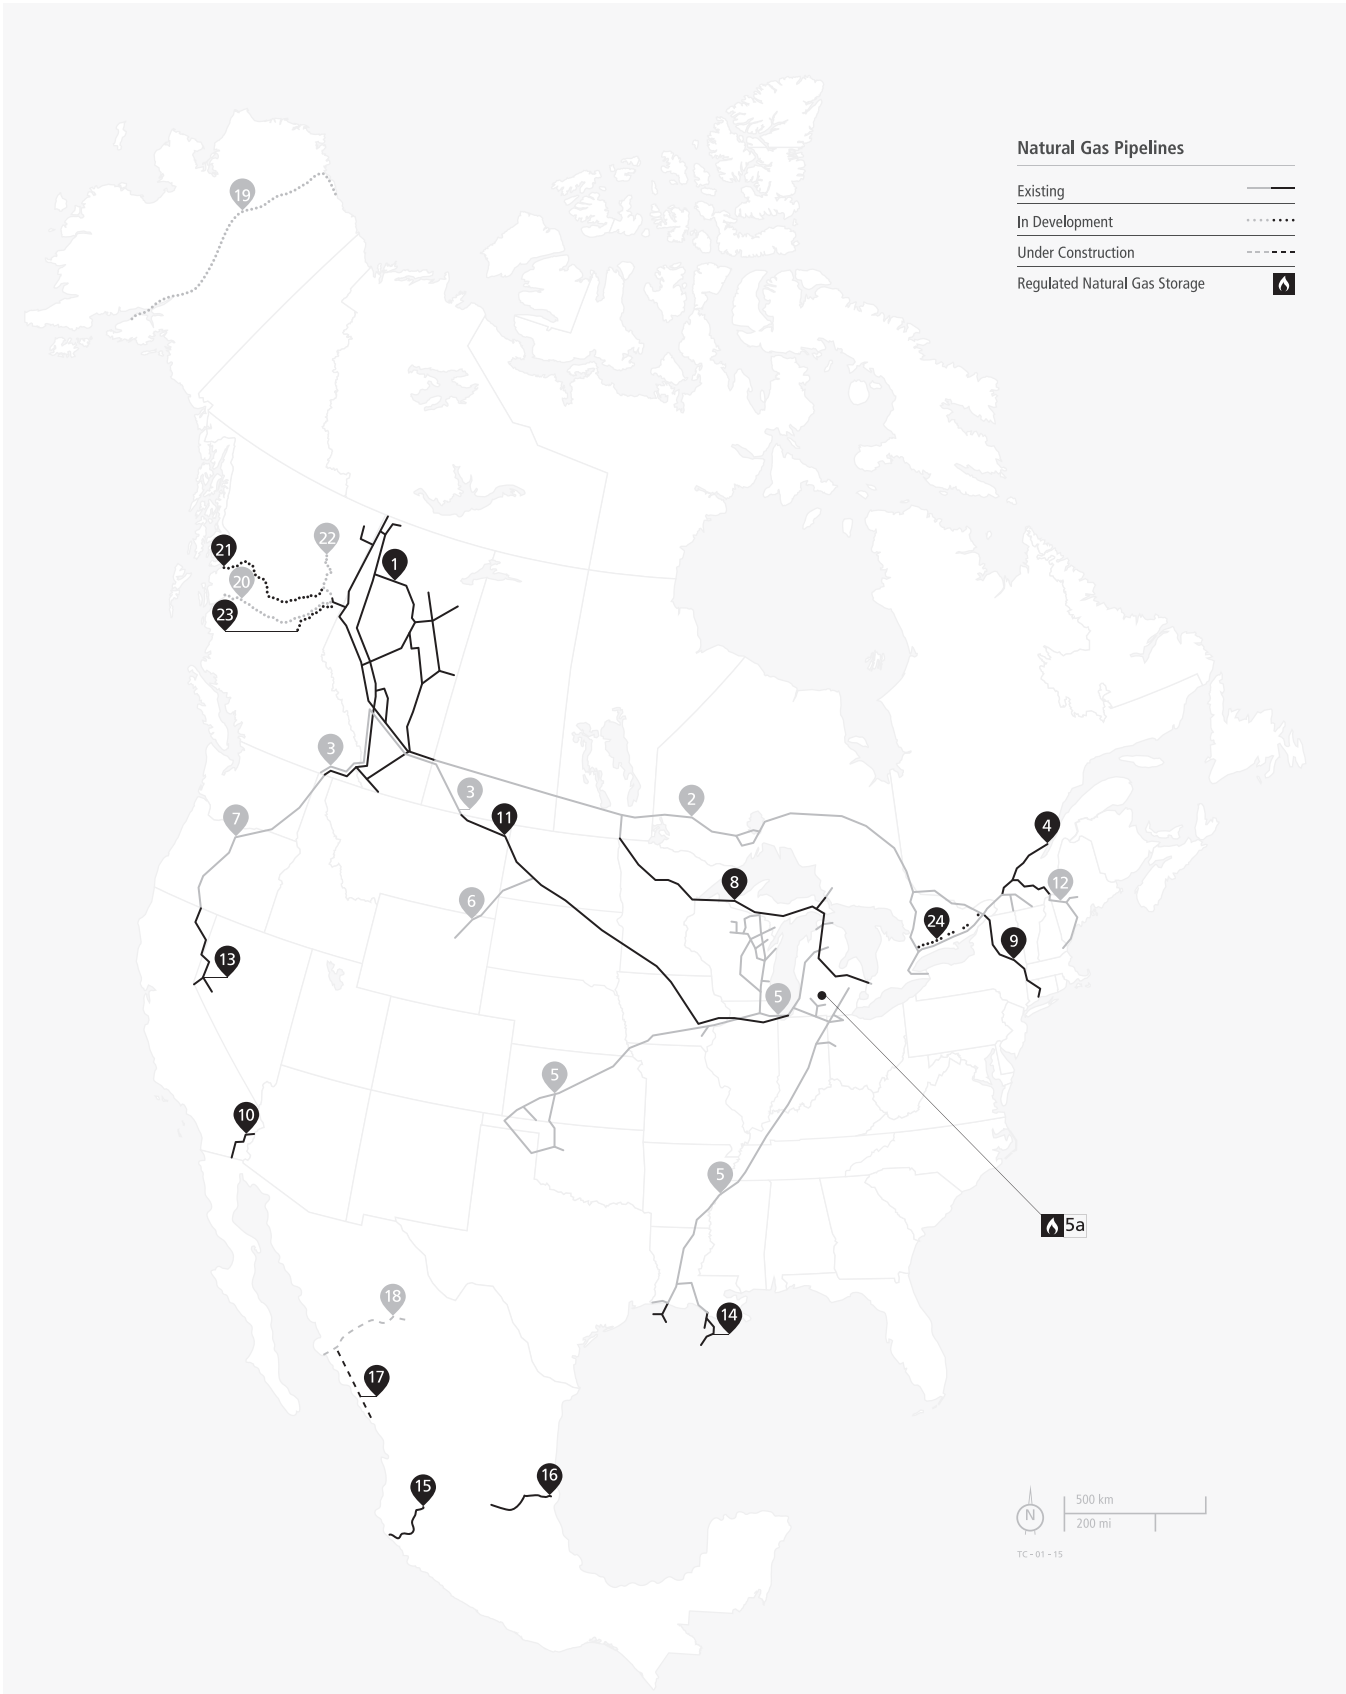 Natural Gas Pipelines
Existing
In Development
Under Construction
Regulated Natural Gas Storage
19
21
22
1
20
23
3
3
2
7
11
4
8
12
6
24
9
13
5
5
10
5
5a
18
14
17
15
16
N
500 km
200 mi
TC - 01 - 15